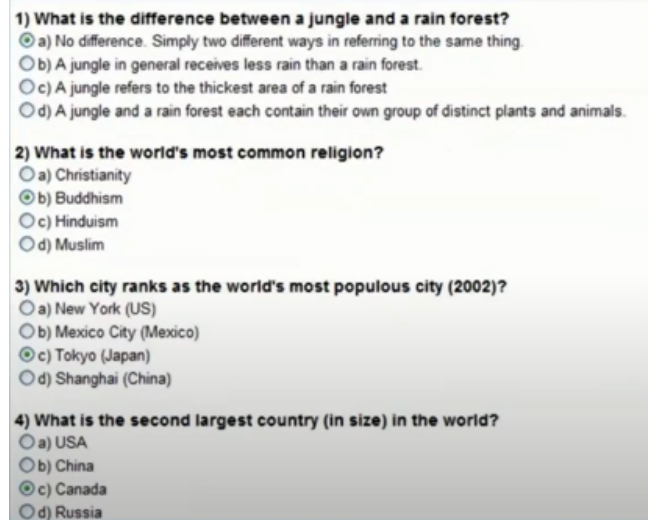 1) What is the difference between a jungle and a rain forest?
a) No difference. Simply two different ways in referring to the same thing.
b) A jungle in general receives less rain than a rain forest.
c) A jungle refers to the thickest area of a rain forest
d) A jungle and a rain forest each contain their own group of distinct plants and animals.
2) What is the world's most common religion?
a) Christianity
b) Buddhism
c) Hinduism
d) Muslim
3) Which city ranks as the world's most populous city (2002)?
a) New York (US)
b) Mexico City (Mexico)
c) Tokyo (Japan)
d) Shanghai (China)
4) What is the second largest country (in size) in the world?
a) USA
b) China
c) Canada
d) Russia